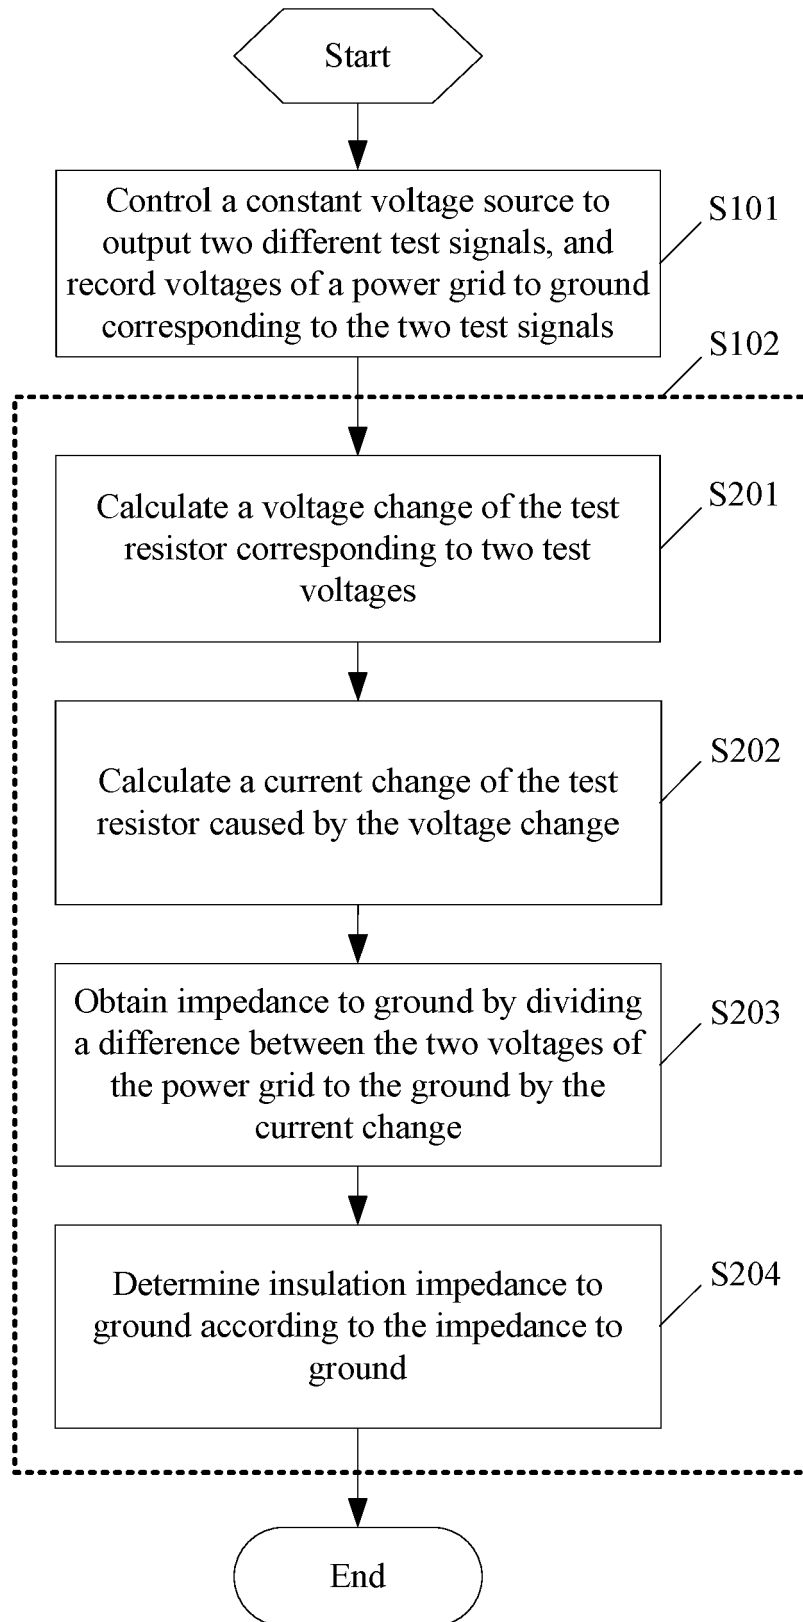 Start
Control a constant voltage source to
output two different test signals, and
record voltages of a power grid to ground
corresponding to the two test signals
S101
S102
Calculate a voltage change of the test
resistor corresponding to two test
voltages
S201
Calculate a current change of the test
resistor caused by the voltage change
S202
Obtain impedance to ground by dividing
a difference between the two voltages of
the power grid to the ground by the
current change
S203
Determine insulation impedance to
ground according to the impedance to
ground
S204
End